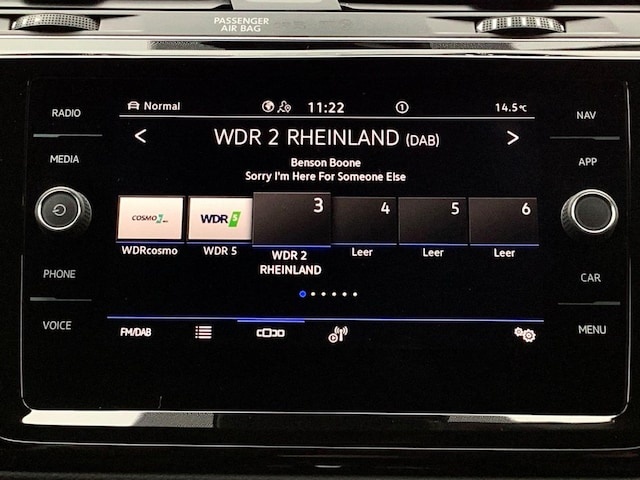 PASSENGER
AIR BAG
RADIO
MEDIA
PHONE
VOICE
Normal
11:22
1
14.5°C
< WDR 2 RHEINLAND (DAB) >
Benson Boone
Sorry I'm Here For Someone Else
COSMO
WDR 5
3
4
5
6
WDRcosmo
WDR 5
WDR 2
RHEINLAND
Leer
Leer
Leer
FM/DAB
NAV
APP
CAR
MENU